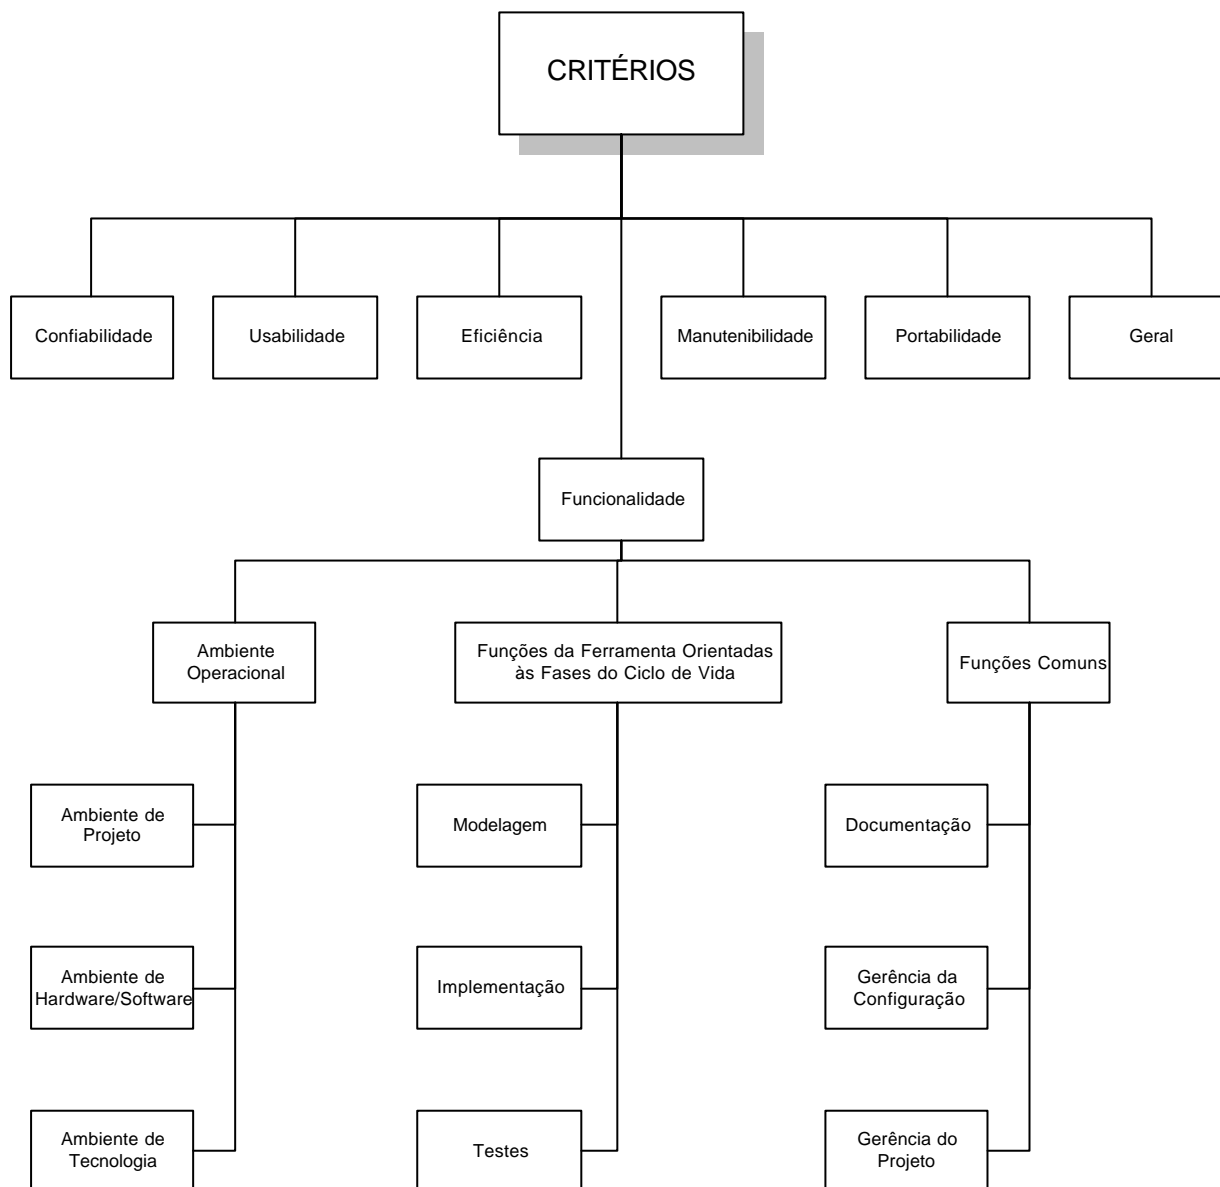 CRITÉRIOS
Confiabilidade
Usabilidade
Eficiência
Manutenibilidade
Portabilidade
Geral
Funcionalidade
Ambiente
Operacional
Funções da Ferramenta Orientadas
às Fases do Ciclo de Vida
Funções Comuns
Ambiente de
Projeto
Modelagem
Documentação
Ambiente de
Hardware/Software
Implementação
Gerência da
Configuração
Ambiente de
Tecnologia
Testes
Gerência do
Projeto